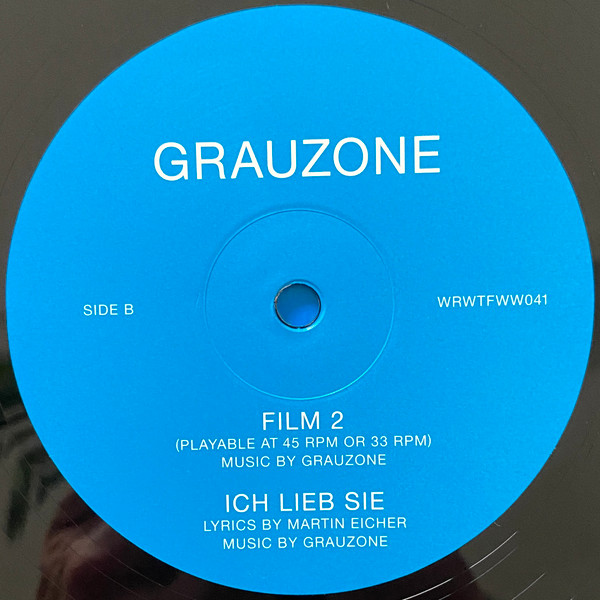 GRAUZONE
SIDE B
WRWTFWW041
FILM 2
(PLAYABLE AT 45 RPM OR 33 RPM)
MUSIC BY GRAUZONE
ICH LIEB SIE
LYRICS BY MARTIN EICHER
MUSIC BY GRAUZONE